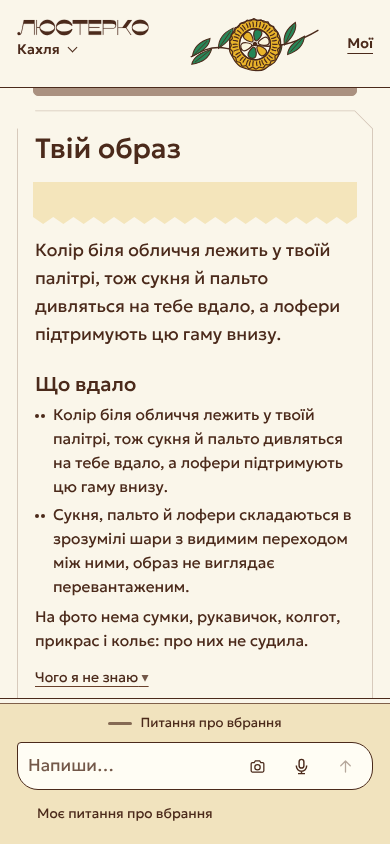 ЛЮСТЕРКО
Кахля
Мої
Твій образ
Колір біля обличчя лежить у твоїй
палітрі, тож сукня й пальто
дивляться на тебе вдало, а лофери
підтримують цю гаму внизу.
Що вдало
•• Колір біля обличчя лежить у твоїй
палітрі, тож сукня й пальто дивляться
на тебе вдало, а лофери підтримують
цю гаму внизу.
•• Сукня, пальто й лофери складаються в
зрозумілі шари з видимим переходом
між ними, образ не виглядає
перевантаженим.
На фото нема сумки, рукавичок, колгот,
прикрас і кольє: про них не судила.
Чого я не знаю ▾
Питання про вбрання
Напиши...
Моє питання про вбрання